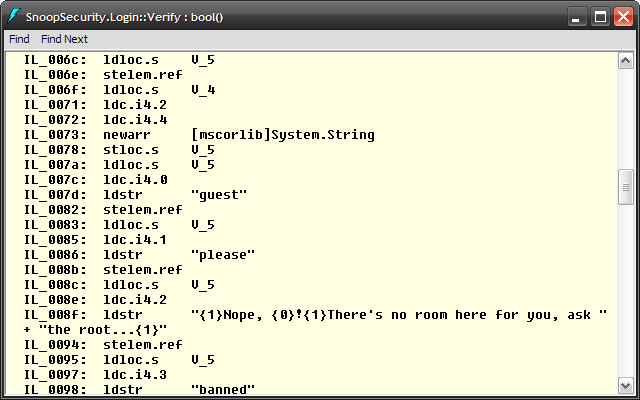 SnoopSecurity.Login::Verify : bool()
Find Find Next
IL_006c: ldloc.s V_5
IL_006e: stelem.ref
IL_006f: ldloc.s V_4
IL_0071: ldc.i4.2
IL_0072: ldc.i4.4
IL_0073: newarr [mscorlib]System.String
IL_0078: stloc.s V_5
IL_007a: ldloc.s V_5
IL_007c: ldc.i4.0
IL_007d: ldstr "guest"
IL_0082: stelem.ref
IL_0083: ldloc.s V_5
IL_0085: ldc.i4.1
IL_0086: ldstr "please"
IL_008b: stelem.ref
IL_008c: ldloc.s V_5
IL_008e: ldc.i4.2
IL_008f: ldstr "{1}Nope, {0}!{1}There's no room here for you, ask "
+ "the root...{1}"
IL_0094: stelem.ref
IL_0095: ldloc.s V_5
IL_0097: ldc.i4.3
IL_0098: ldstr "banned"